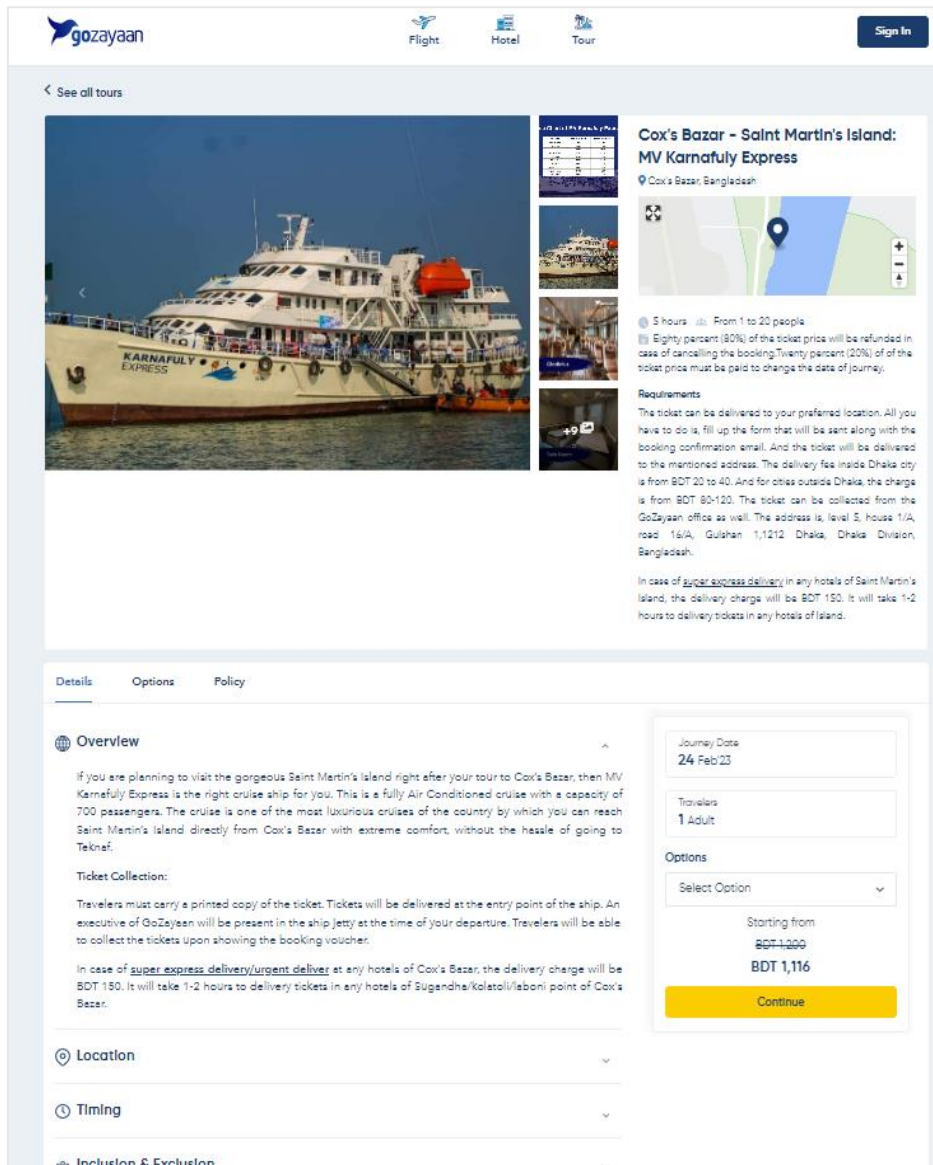 gozayaan
Flight
Hotel
Tour
Sign In
See all tours
KARNAFULY
EXPRESS
+9
Cox's Bazar - Saint Martin's Island:
MV Karnafuly Express
Cox's Bazar, Bangladesh
5 hours From 1 to 20 people
Eighty percent (80%) of the ticket price will be refunded in
case of cancelling the booking.Twenty percent (20%) of of the
ticket price must be paid to change the date of journey.
Requirements
The ticket can be delivered to your preferred location. All you
have to do is, fill up the form that will be sent along with the
booking confirmation email. And the ticket will be delivered
to the mentioned address. The delivery fee inside Dhaka city
is from BDT 20 to 40. And for cities outside Dhaka, the charge
is from BDT 80-120. The ticket can be collected from the
GoZayaan office as well. The address is, level 5, house 1/A,
road 16/A, Gulshan 1,1212 Dhaka, Dhaka Division,
Bangladesh.
In case of super express delivery in any hotels of Saint Martin's
Island, the delivery charge will be BDT 150. It will take 1-2
hours to delivery tickets in any hotels of Island.
Details
Options
Policy
Overview
If you are planning to visit the gorgeous Saint Martin's Island right after your tour to Cox's Bazar, then MV
Karnafuly Express is the right cruise ship for you. This is a fully Air Conditioned cruise with a capacity of
700 passengers. The cruise is one of the most luxurious cruises of the country by which you can reach
Saint Martin's Island directly from Cox's Bazar with extreme comfort, without the hassle of going to
Teknaf.
Ticket Collection:
Travelers must carry a printed copy of the ticket. Tickets will be delivered at the entry point of the ship. An
executive of GoZayaan will be present in the ship jetty at the time of your departure. Travelers will be able
to collect the tickets upon showing the booking voucher.
In case of super express delivery/urgent deliver at any hotels of Cox's Bazar, the delivery charge will be
BDT 150. It will take 1-2 hours to delivery tickets in any hotels of Sugandha/kolatoli/laboni point of Cox's
Bazar.
Location
Timing
Inclusion & Exclusion
Journey Date
24 Feb'23
Travelers
1 Adult
Options
Select Option
Starting from
BDT 1,200
BDT 1,116
Continue